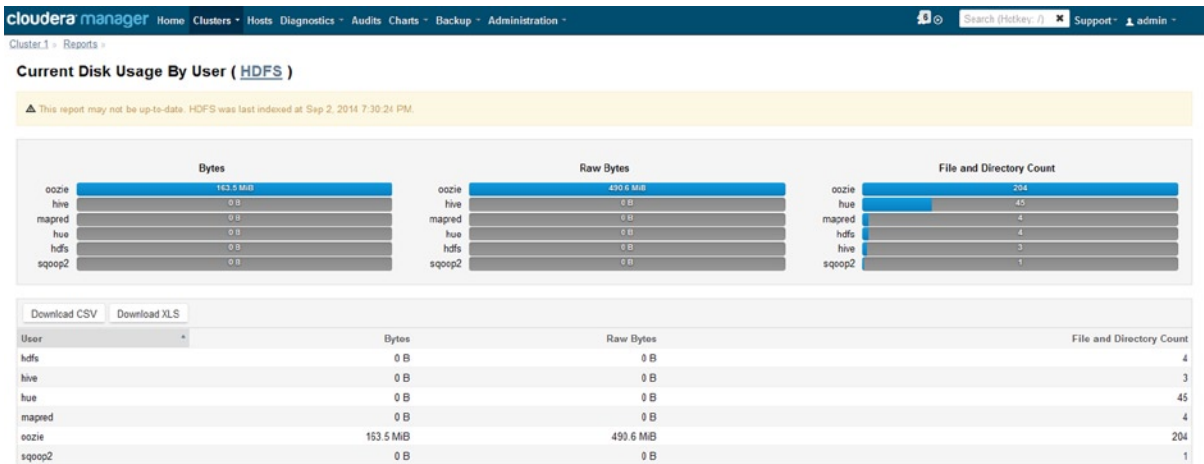 cloudera manager Home Clusters Hosts Diagnostics Audits Charts Backup Administration 6 Search (Hotkey: /) Support admin
Cluster 1 » Reports »
Current Disk Usage By User ( HDFS )
This report may not be up-to-date. HDFS was last indexed at Sep 2, 2014 7:30:24 PM.
Bytes
oozie 163.5 MiB
hive 0 B
mapred 0 B
hue 0 B
hdfs 0 B
sqoop2 0 B
Raw Bytes
oozie 490.6 MiB
hive 0 B
mapred 0 B
hue 0 B
hdfs 0 B
sqoop2 0 B
File and Directory Count
oozie 204
hue 45
mapred 4
hdfs 4
hive 3
sqoop2 1
Download CSV Download XLS
User Bytes Raw Bytes File and Directory Count
hdfs 0 B 0 B 4
hive 0 B 0 B 3
hue 0 B 0 B 45
mapred 0 B 0 B 4
oozie 163.5 MiB 490.6 MiB 204
sqoop2 0 B 0 B 1